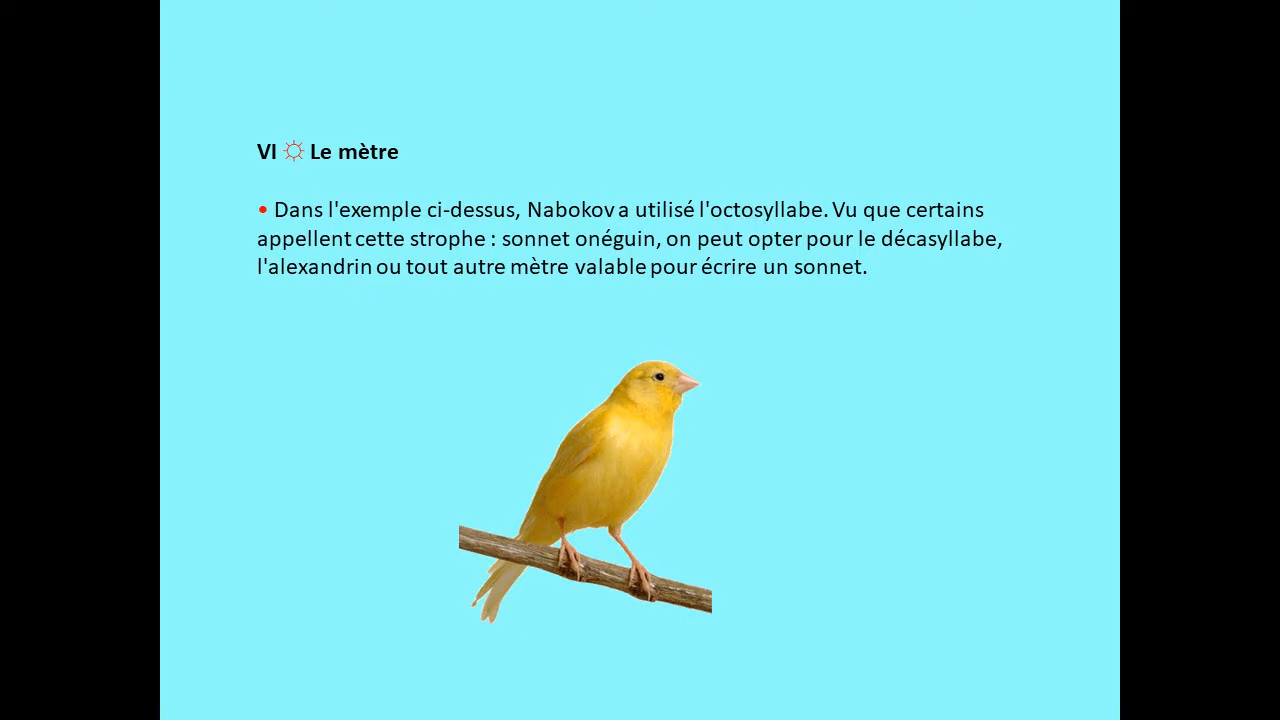 VI ☼ Le mètre
• Dans l'exemple ci-dessus, Nabokov a utilisé l'octosyllabe. Vu que certains
appellent cette strophe : sonnet onéguin, on peut opter pour le décasyllabe,
l'alexandrin ou tout autre mètre valable pour écrire un sonnet.